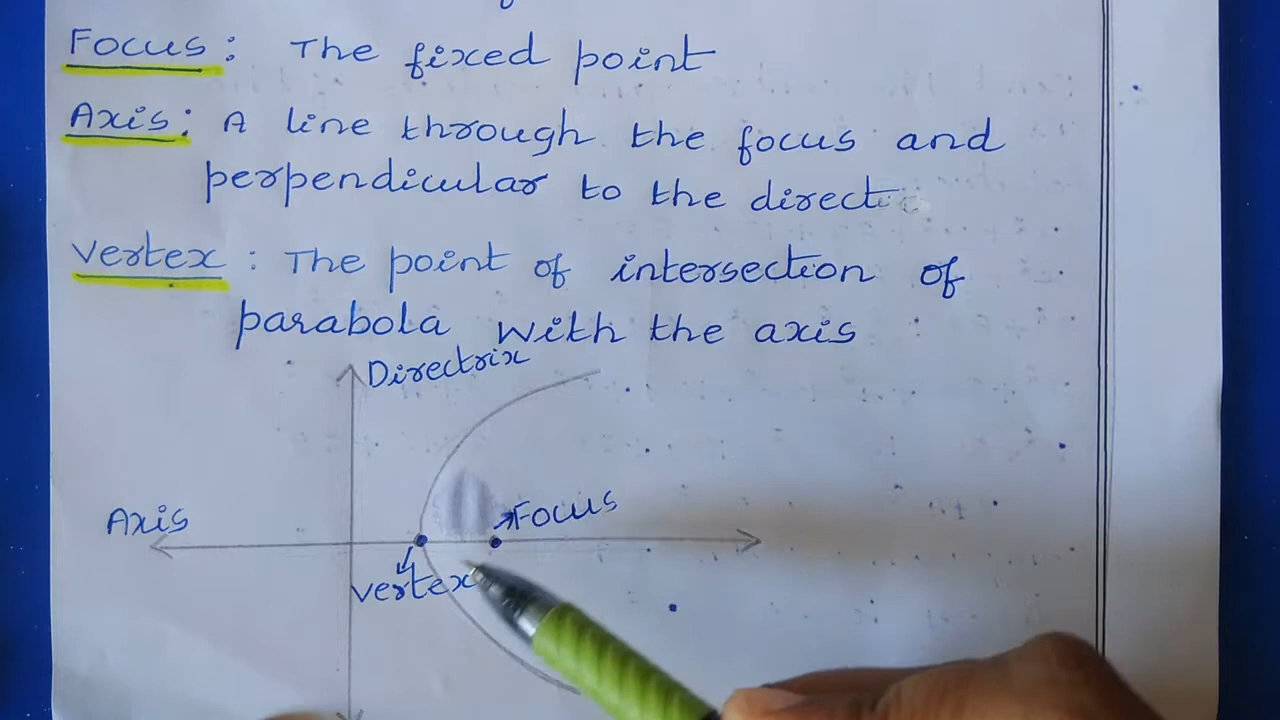 Focus: The fixed point
Axis: A line through the focus and
perpendicular to the
Vertex: The point of intersection of
parabola with the axis
Directrix
Focus
Axis
vertex